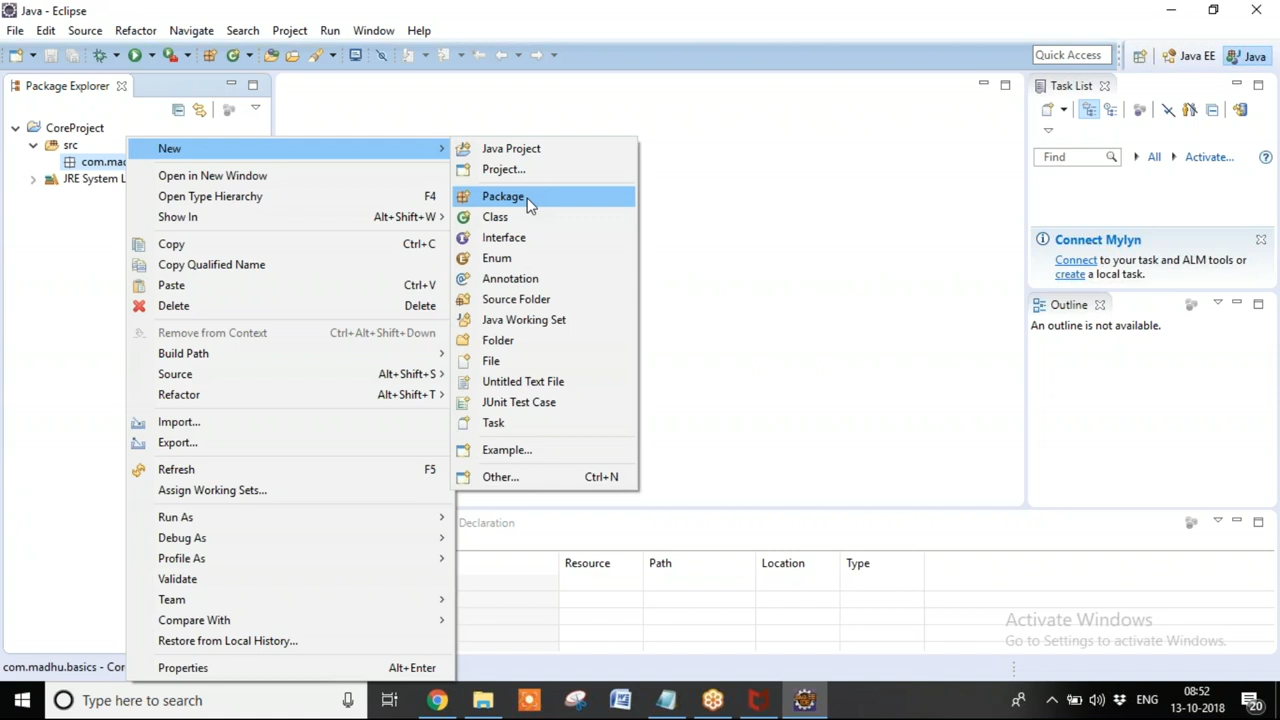 Java - Eclipse
File Edit Source Refactor Navigate Search Project Run Window Help
Quick Access Java EE Java
Package Explorer
CoreProject
src
com.mad
JRE System L
New
Open in New Window
Open Type Hierarchy F4
Show In Alt+Shift+W
Copy Ctrl+C
Copy Qualified Name
Paste Ctrl+V
Delete Delete
Remove from Context Ctrl+Alt+Shift+Down
Build Path
Source Alt+Shift+S
Refactor Alt+Shift+T
Import...
Export...
Refresh F5
Assign Working Sets...
Run As
Debug As
Profile As
Validate
Team
Compare With
Restore from Local History...
Properties Alt+Enter
Java Project
Project...
Package
Class
Interface
Enum
Annotation
Source Folder
Java Working Set
Folder
File
Untitled Text File
JUnit Test Case
Task
Example...
Other... Ctrl+N
Task List
Find All Activate...
Connect Mylyn
Connect to your task and ALM tools or
create a local task.
Outline
An outline is not available.
Declaration
Resource Path Location Type
Activate Windows
Go to Settings to activate Windows.
com.madhu.basics - Cor
Type here to search
ENG
08:52
13-10-2018
20